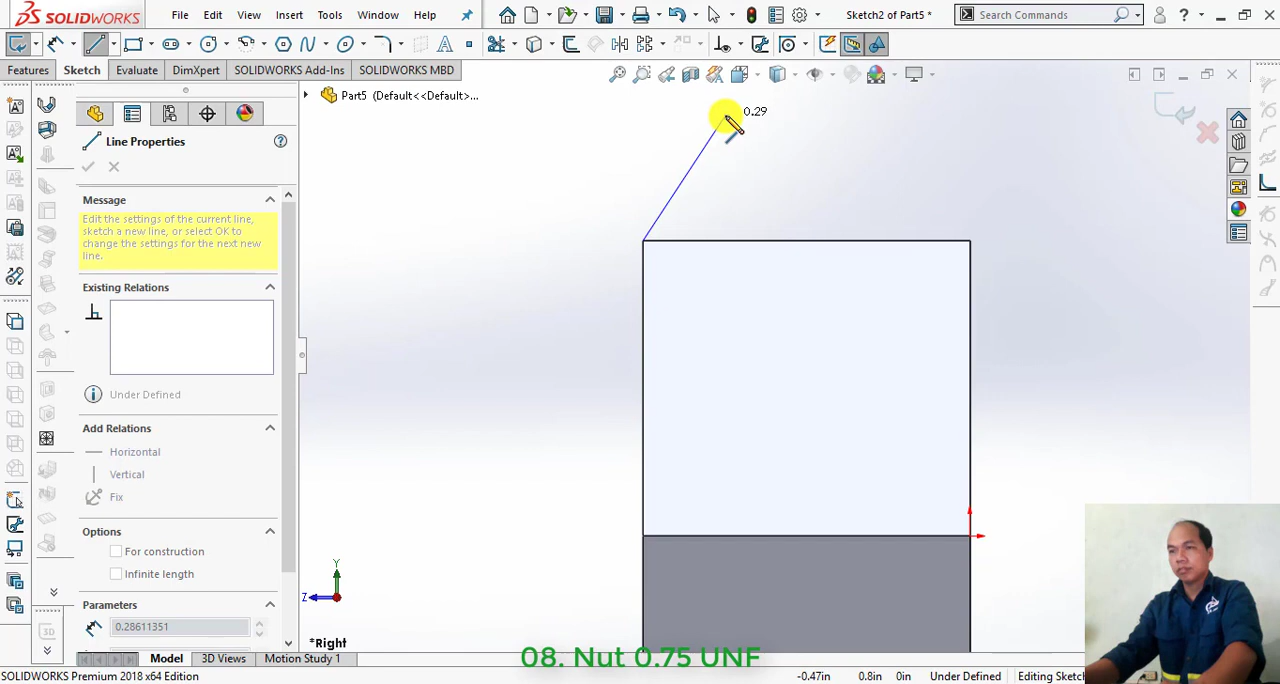 SOLIDWORKS
File Edit View Insert Tools Window Help
Sketch2 of Part5 *
Search Commands
Features Sketch Evaluate DimXpert SOLIDWORKS Add-Ins SOLIDWORKS MBD
Part5 (Default<<Default>...
0.29
Line Properties
Message
Edit the settings of the current line,
sketch a new line, or select OK to
change the settings for the next new
line.
Existing Relations
Under Defined
Add Relations
Horizontal
Vertical
Fix
Options
For construction
Infinite length
Parameters
0.28611351
3D
Y
Z
*Right
08. Nut 0.75 UNF
Model 3D Views Motion Study 1
SOLIDWORKS Premium 2018 x64 Edition
-0.47in 0.8in 0in Under Defined Editing Sketc